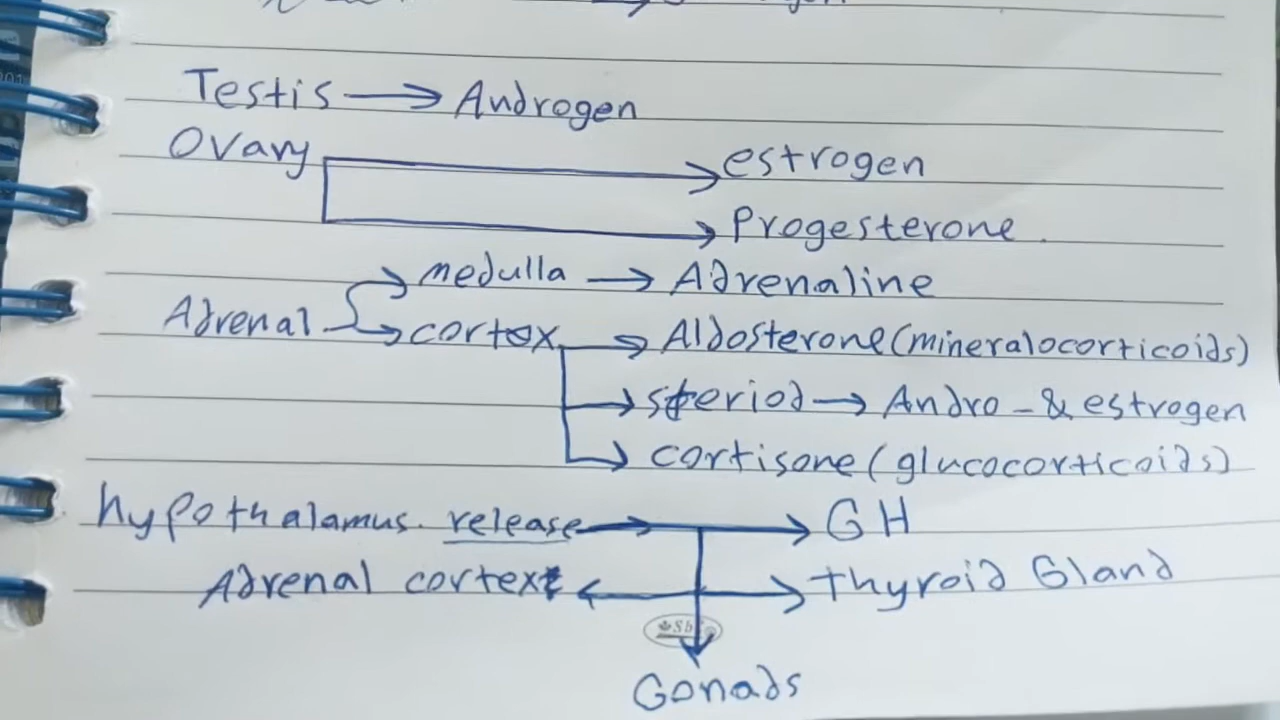 Testis → Androgen
Ovary → estrogen
→ Progesterone
Adrenal → medulla → Adrenaline
→ cortex → Aldosterone (mineralocorticoids)
→ steriod → Andro - & estrogen
→ cortisone (glucocorticoids)
hypothalamus. release → GH
Adrenal cortex ← → Thyroid Gland
Gonads